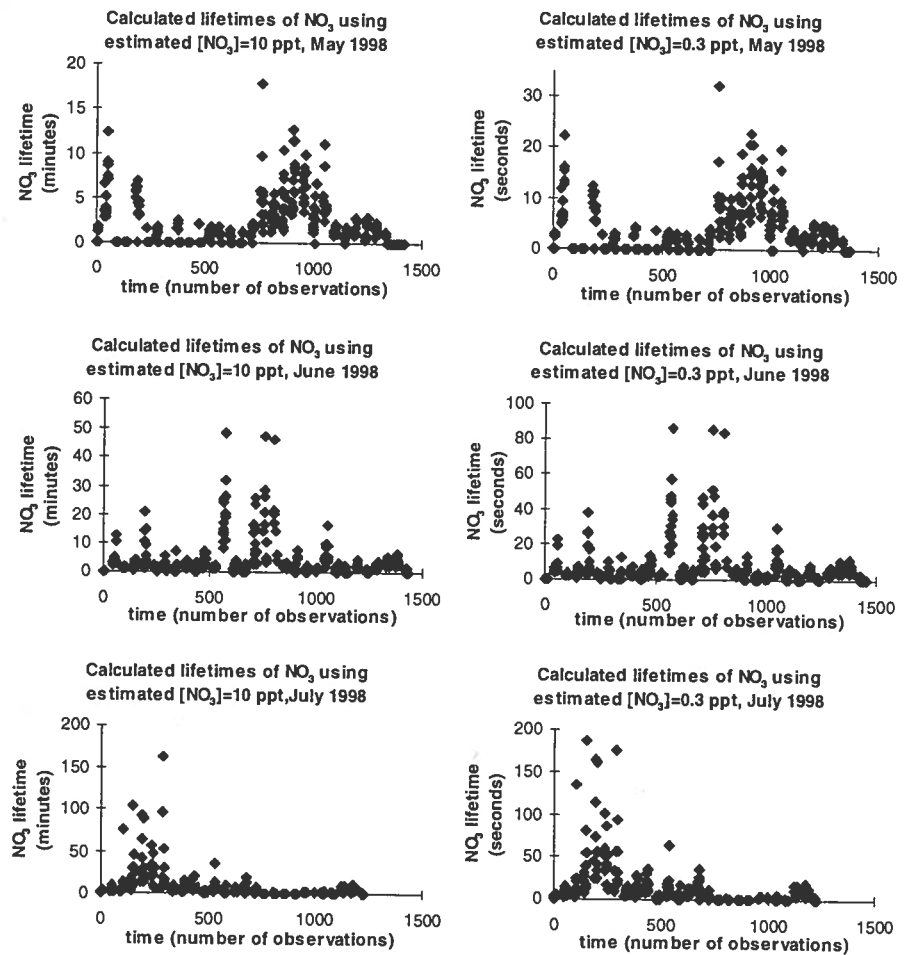 Calculated lifetimes of NO₃ using
estimated [NO₃]=10 ppt, May 1998
20
15
10
5
0
NO₃ lifetime
(minutes)
0 500 1000 1500
time (number of observations)
Calculated lifetimes of NO₃ using
estimated [NO₃]=0.3 ppt, May 1998
30
20
10
0
NO₃ lifetime
(seconds)
0 500 1000 1500
time (number of observations)
Calculated lifetimes of NO₃ using
estimated [NO₃]=10 ppt, June 1998
60
50
40
30
20
10
0
NO₃ lifetime
(minutes)
0 500 1000 1500
time (number of observations)
Calculated lifetimes of NO₃ using
estimated [NO₃]=0.3 ppt, June 1998
100
80
60
40
20
0
NO₃ lifetime
(seconds)
0 500 1000 1500
time (number of observations)
Calculated lifetimes of NO₃ using
estimated [NO₃]=10 ppt,July 1998
200
150
100
50
0
NO₃ lifetime
(minutes)
0 500 1000 1500
time (number of observations)
Calculated lifetimes of NO₃ using
estimated [NO₃]=0.3 ppt, July 1998
200
150
100
50
0
NO₃ lifetime
(seconds)
0 500 1000 1500
time (number of observations)